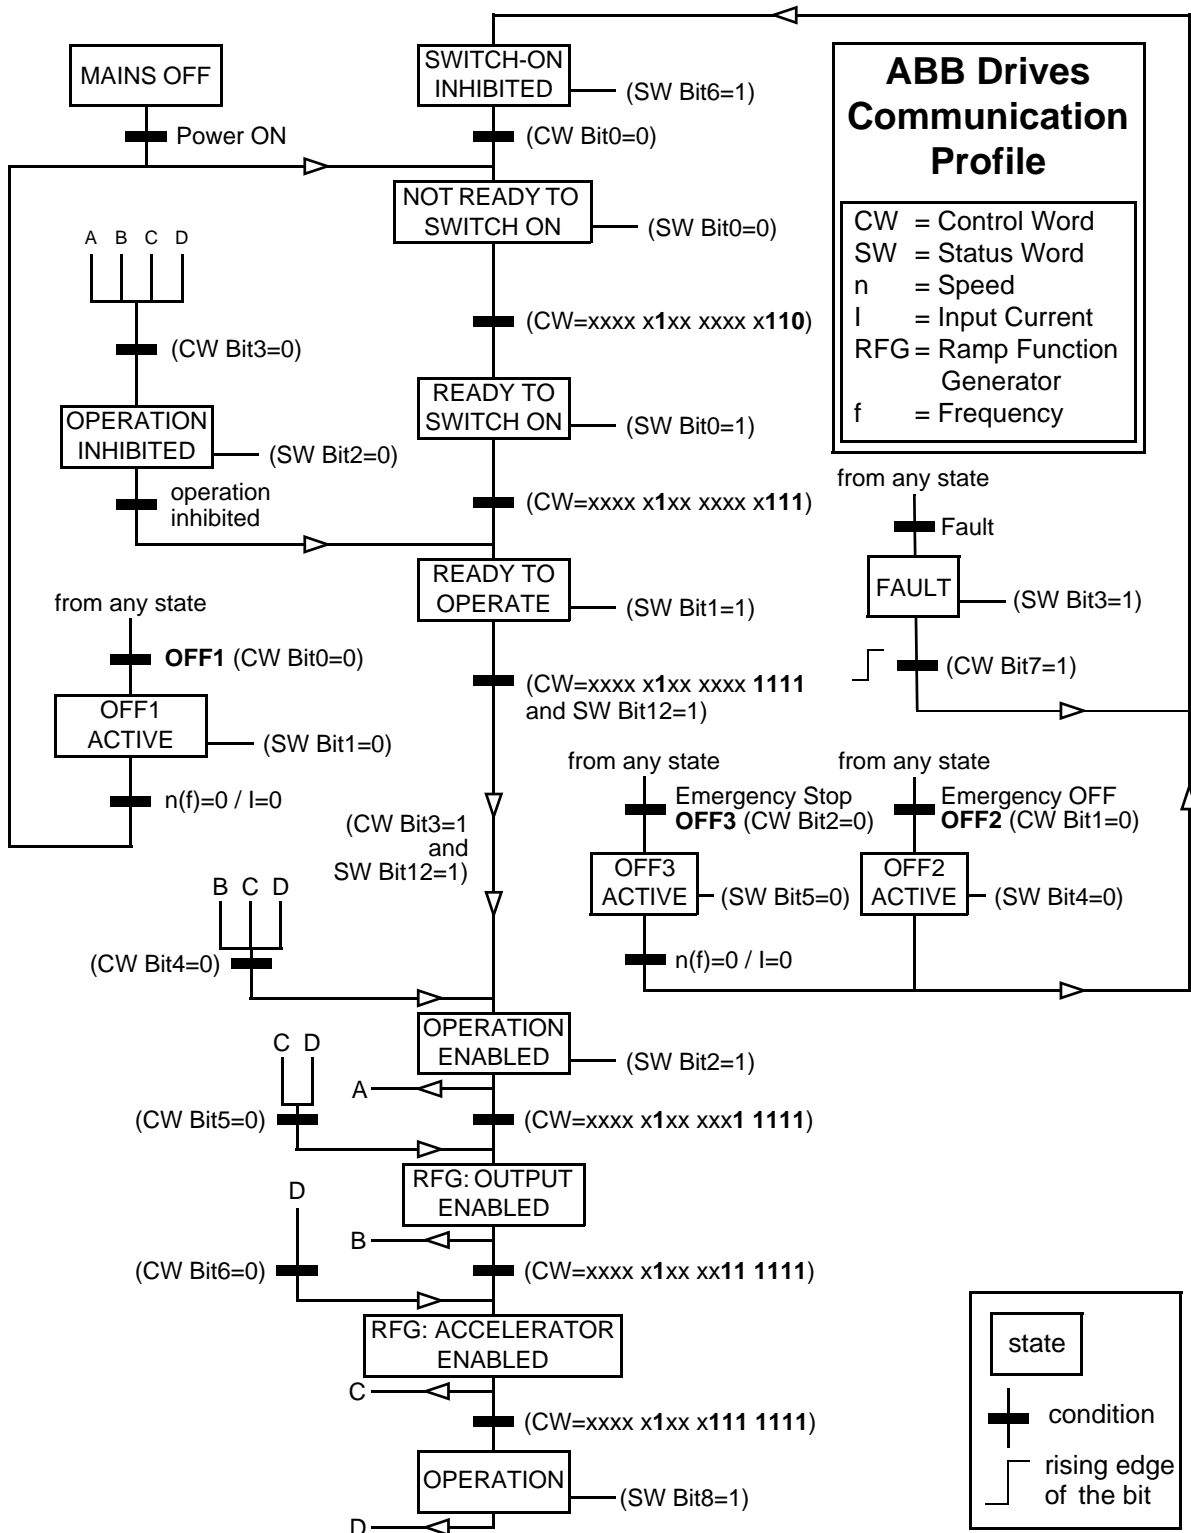 MAINS OFF
Power ON
SWITCH-ON
INHIBITED
(SW Bit6=1)
(CW Bit0=0)
ABB Drives
Communication
Profile
CW = Control Word
SW = Status Word
n = Speed
I = Input Current
RFG = Ramp Function
Generator
f = Frequency
NOT READY TO
SWITCH ON
(SW Bit0=0)
A B C D
(CW Bit3=0)
(CW=xxxx x1xx xxxx x110)
OPERATION
INHIBITED
(SW Bit2=0)
operation
inhibited
READY TO
SWITCH ON
(SW Bit0=1)
(CW=xxxx x1xx xxxx x111)
from any state
Fault
FAULT
(SW Bit3=1)
(CW Bit7=1)
READY TO
OPERATE
(SW Bit1=1)
(CW=xxxx x1xx xxxx 1111
and SW Bit12=1)
from any state
OFF1 (CW Bit0=0)
OFF1
ACTIVE
(SW Bit1=0)
n(f)=0 / I=0
(CW Bit3=1
and
SW Bit12=1)
from any state
Emergency Stop
OFF3 (CW Bit2=0)
OFF3
ACTIVE
(SW Bit5=0)
n(f)=0 / I=0
from any state
Emergency OFF
OFF2 (CW Bit1=0)
OFF2
ACTIVE
(SW Bit4=0)
B C D
(CW Bit4=0)
OPERATION
ENABLED
(SW Bit2=1)
A
C D
(CW Bit5=0)
(CW=xxxx x1xx xxx1 1111)
RFG: OUTPUT
ENABLED
D
B
(CW Bit6=0)
(CW=xxxx x1xx xx11 1111)
RFG: ACCELERATOR
ENABLED
C
(CW=xxxx x1xx x111 1111)
OPERATION
(SW Bit8=1)
D
state
condition
rising edge
of the bit